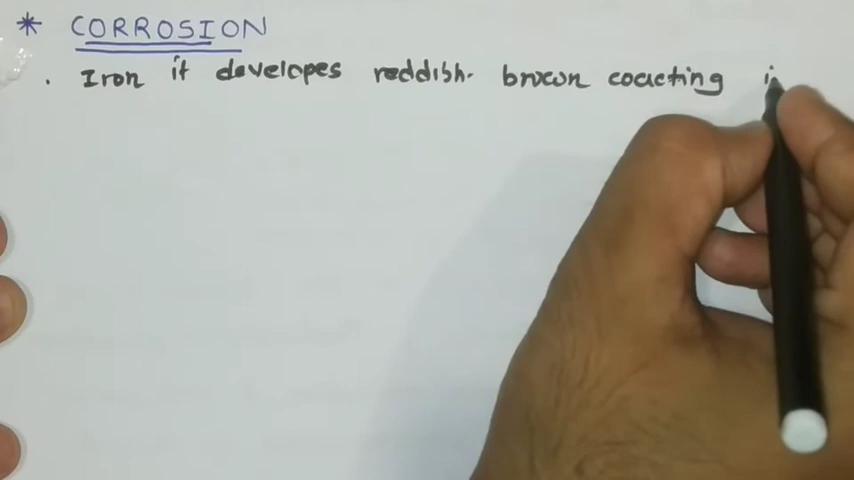 * CORROSION
. Iron it developes reddish. brown coacting i